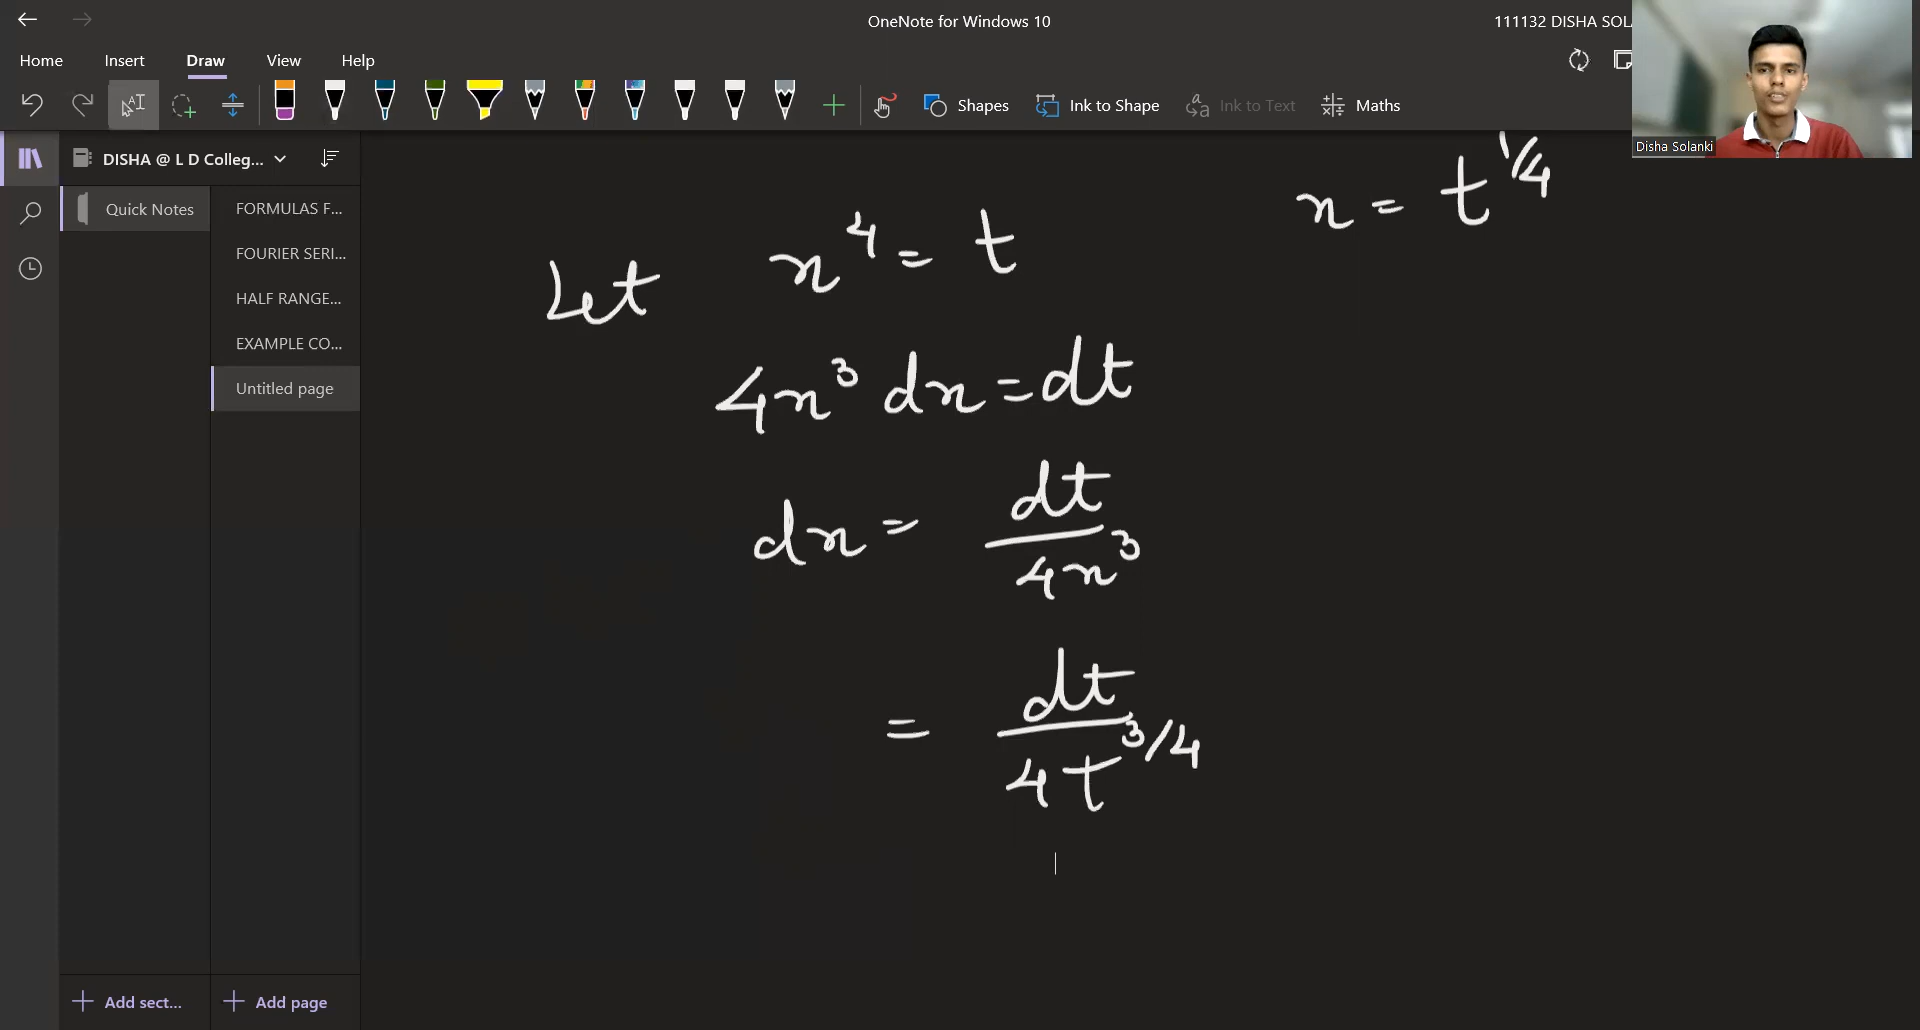 OneNote for Windows 10
111132 DISHA SOL
Home Insert Draw View Help
Shapes Ink to Shape Ink to Text Maths
Disha Solanki
DISHA @ L D Colleg...
Quick Notes
FORMULAS F...
FOURIER SERI...
HALF RANGE...
EXAMPLE CO...
Untitled page
x = t^1/4
Let x^4 = t
4x^3 dx = dt
dx = dt / 4x^3
= dt / 4t^3/4
Add sect...
Add page